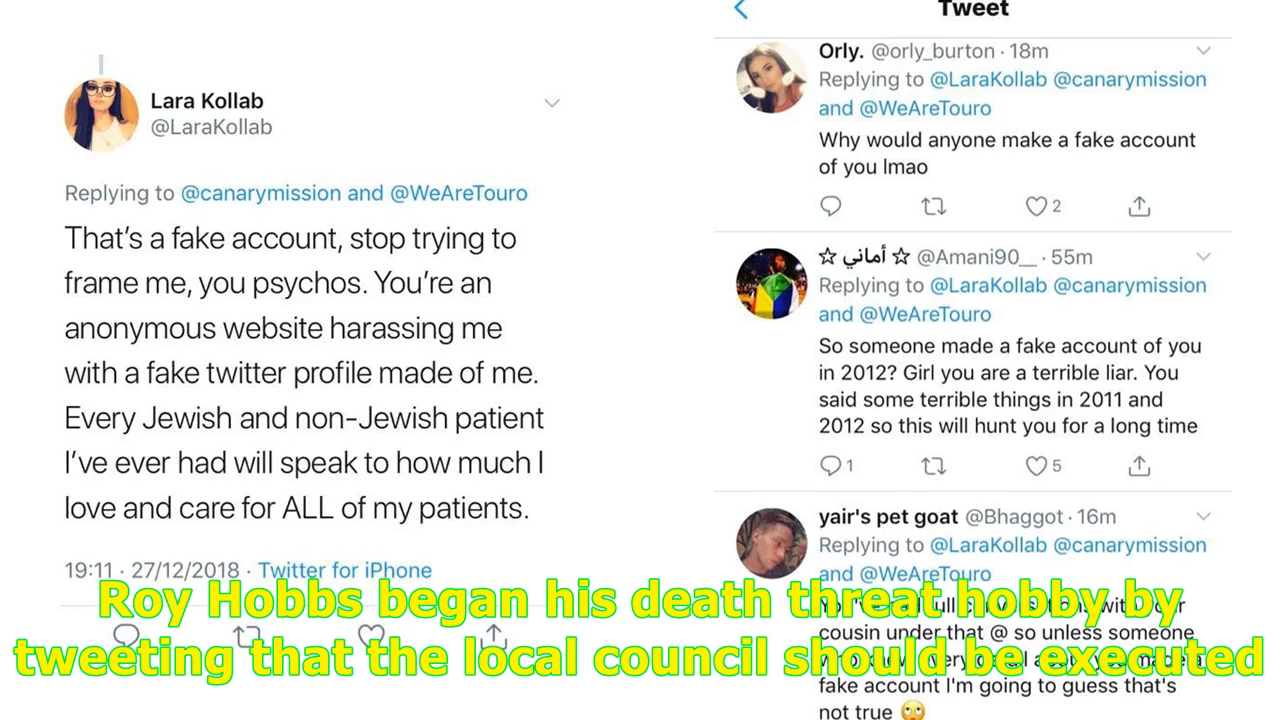 Lara Kollab
@LaraKollab
Replying to @canarymission and @WeAreTouro
That's a fake account, stop trying to
frame me, you psychos. You're an
anonymous website harassing me
with a fake twitter profile made of me.
Every Jewish and non-Jewish patient
I've ever had will speak to how much I
love and care for ALL of my patients.
19:11 · 27/12/2018 · Twitter for iPhone
Tweet
Orly. @orly_burton · 18m
Replying to @LaraKollab @canarymission
and @WeAreTouro
Why would anyone make a fake account
of you lmao
2
☆ أماني ☆ @Amani90__ · 55m
Replying to @LaraKollab @canarymission
and @WeAreTouro
So someone made a fake account of you
in 2012? Girl you are a terrible liar. You
said some terrible things in 2011 and
2012 so this will hunt you for a long time
1 5
yair's pet goat @Bhaggot · 16m
Replying to @LaraKollab @canarymission
and @WeAreTouro
cousin under that @ so unless someone
fake account I'm going to guess that's
not true 🙄
Roy Hobbs began his death threat hobby by
tweeting that the local council should be executed